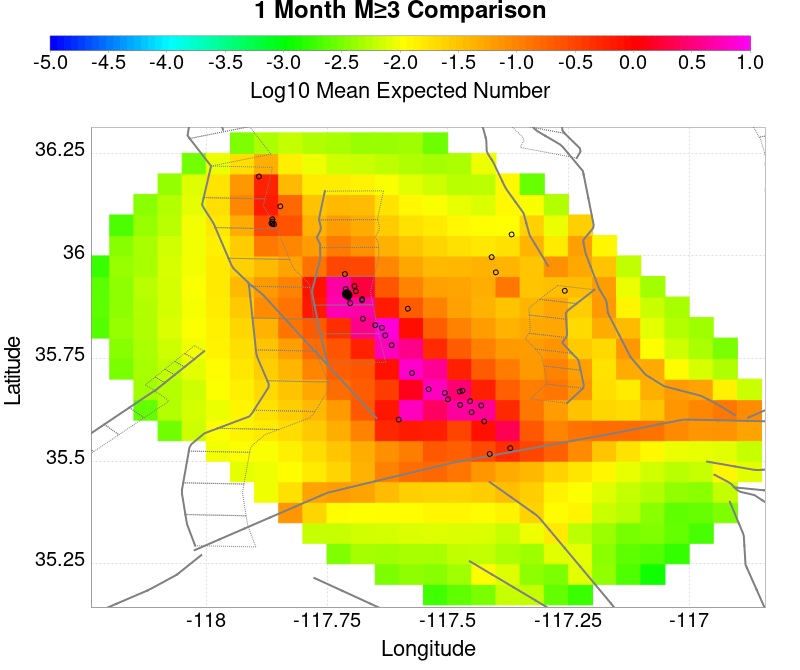 1 Month M≥3 Comparison
-5.0 -4.5 -4.0 -3.5 -3.0 -2.5 -2.0 -1.5 -1.0 -0.5 0.0 0.5 1.0
Log10 Mean Expected Number
36.25
36
35.75
35.5
35.25
Latitude
-118 -117.75 -117.5 -117.25 -117
Longitude